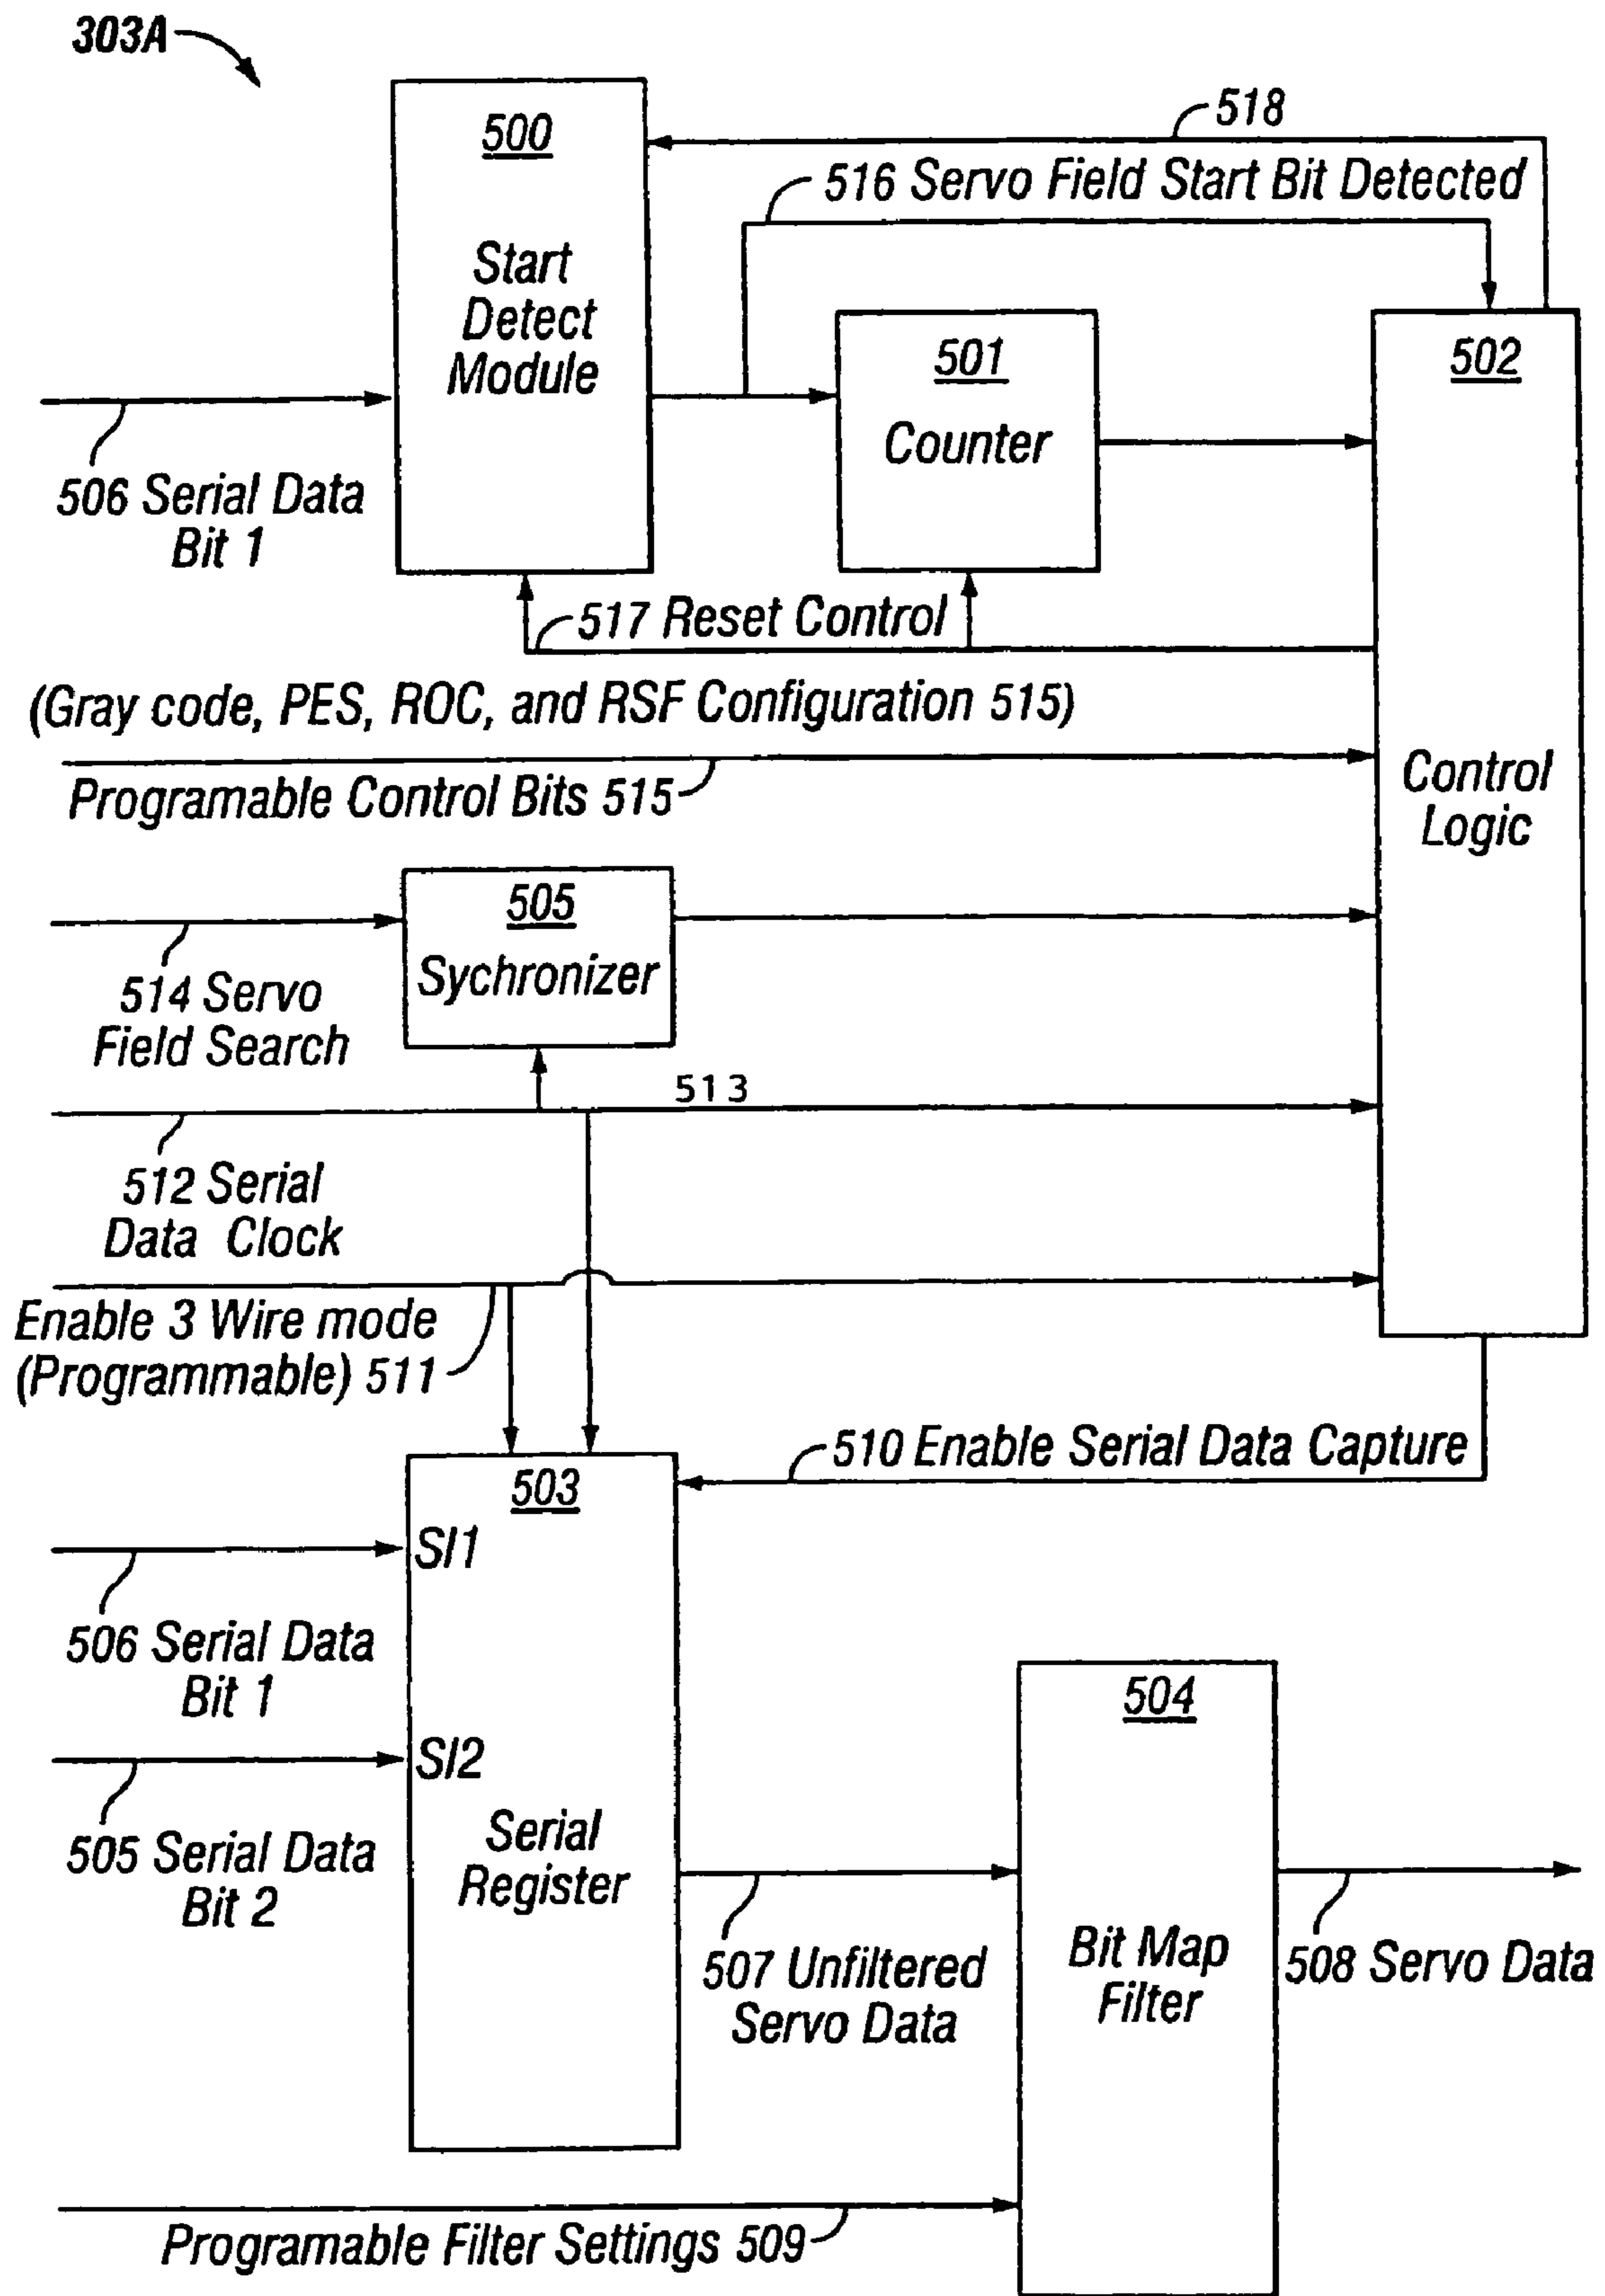 303A
500
Start
Detect
Module
518
516 Servo Field Start Bit Detected
501
Counter
502
Control
Logic
506 Serial Data
Bit 1
517 Reset Control
(Gray code, PES, ROC, and RSF Configuration 515)
Programable Control Bits 515
505
Sychronizer
514 Servo
Field Search
513
512 Serial
Data Clock
Enable 3 Wire mode
(Programmable) 511
510 Enable Serial Data Capture
503
SI1
506 Serial Data
Bit 1
SI2
505 Serial Data
Bit 2
Serial
Register
504
Bit Map
Filter
507 Unfiltered
Servo Data
508 Servo Data
Programable Filter Settings 509